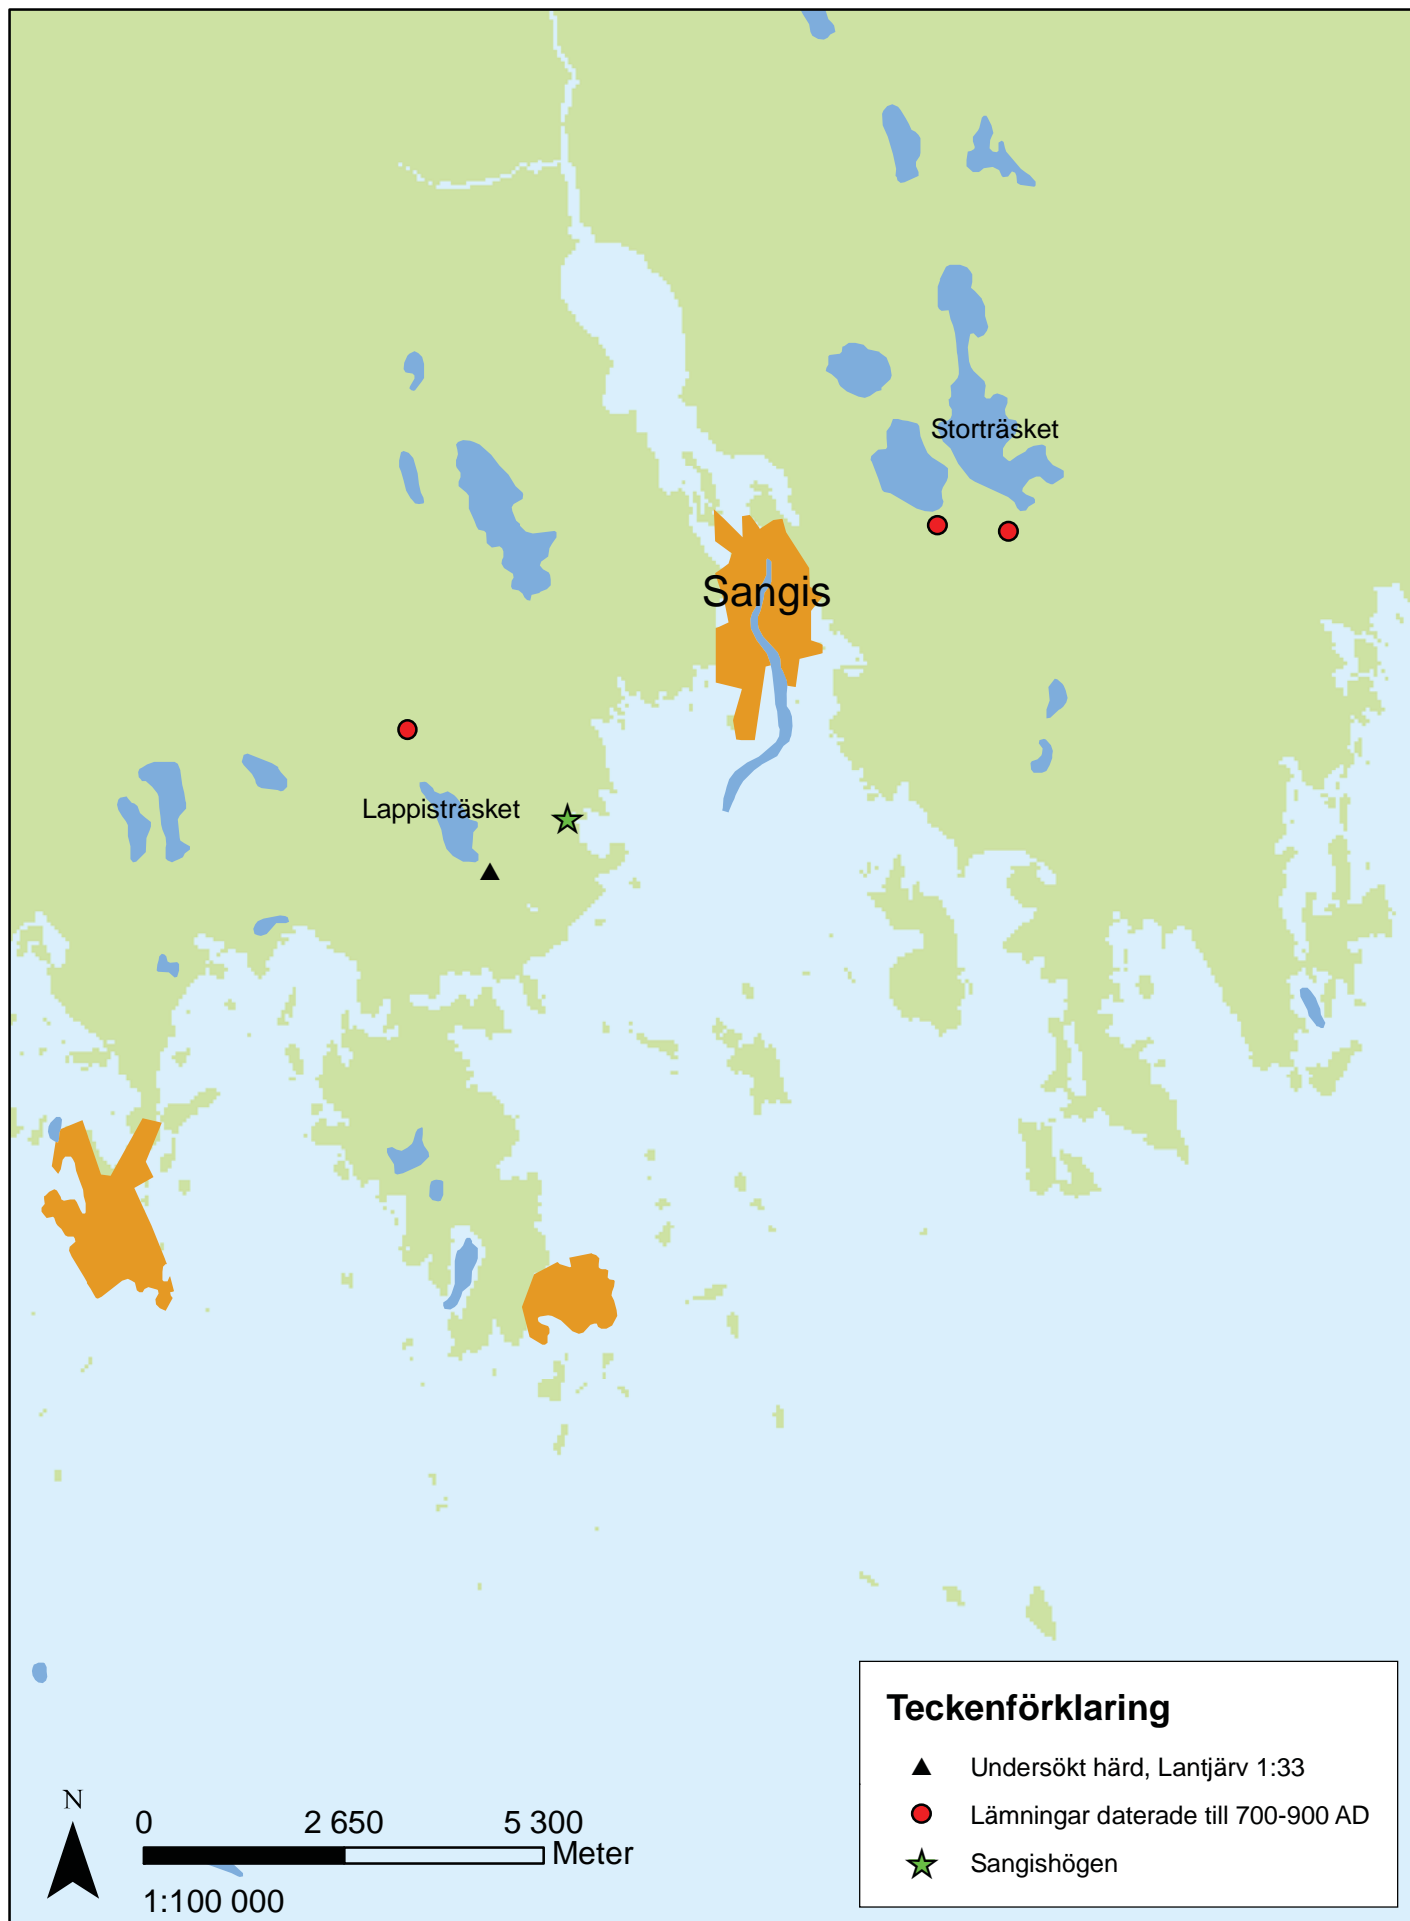 Storträsket
Sangis
Lappisträsket
Teckenförklaring
Undersökt härd, Lantjärv 1:33
Lämningar daterade till 700-900 AD
Sangishögen
N
0 2 650 5 300
Meter
1:100 000